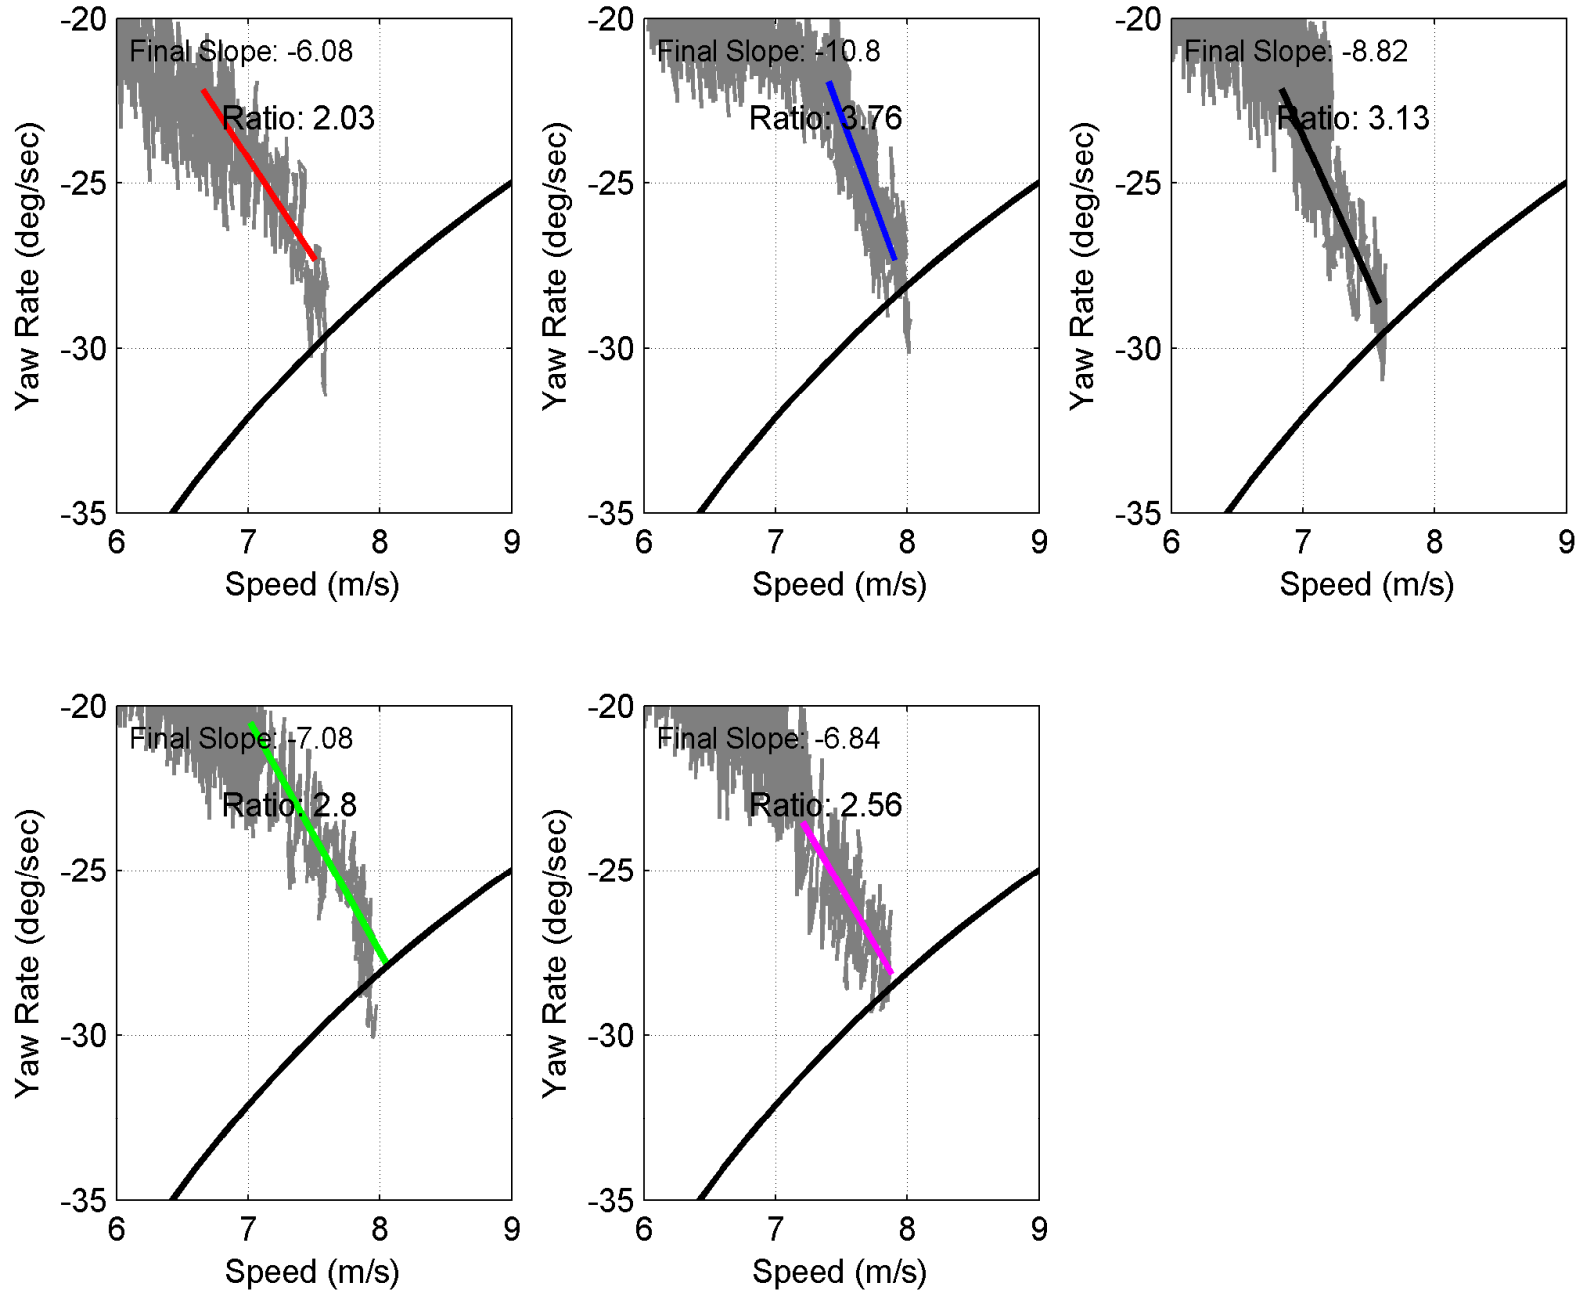 -20
-25
-30
-35
Yaw Rate (deg/sec)
Final Slope: -6.08
Ratio: 2.03
6 7 8 9
Speed (m/s)
-20
-25
-30
-35
Yaw Rate (deg/sec)
Final Slope: -10.8
Ratio: 3.76
6 7 8 9
Speed (m/s)
-20
-25
-30
-35
Yaw Rate (deg/sec)
Final Slope: -8.82
Ratio: 3.13
6 7 8 9
Speed (m/s)
-20
-25
-30
-35
Yaw Rate (deg/sec)
Final Slope: -7.08
Ratio: 2.8
6 7 8 9
Speed (m/s)
-20
-25
-30
-35
Yaw Rate (deg/sec)
Final Slope: -6.84
Ratio: 2.56
6 7 8 9
Speed (m/s)